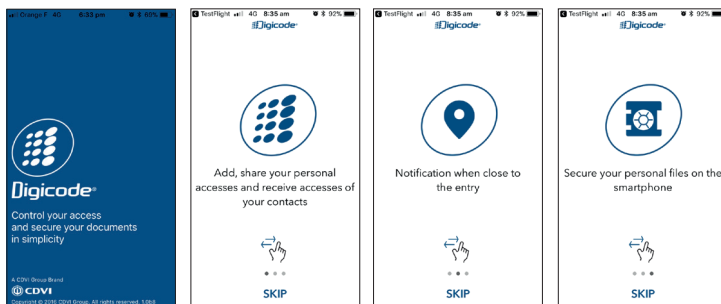 Orange F 4G 6:33 pm 65%
Digicode®
Control your access
and secure your documents
in simplicity
A CDVI Group Brand
CDVI
Copyright © 2016 CDVI Group. All rights reserved.
TestFlight 4G 8:35 am 92%
Digicode®
Add, share your personal
accesses and receive accesses of
your contacts
SKIP
TestFlight 4G 8:35 am 92%
Digicode®
Notification when close to
the entry
SKIP
TestFlight 4G 8:35 am 92%
Digicode®
Secure your personal files on the
smartphone
SKIP